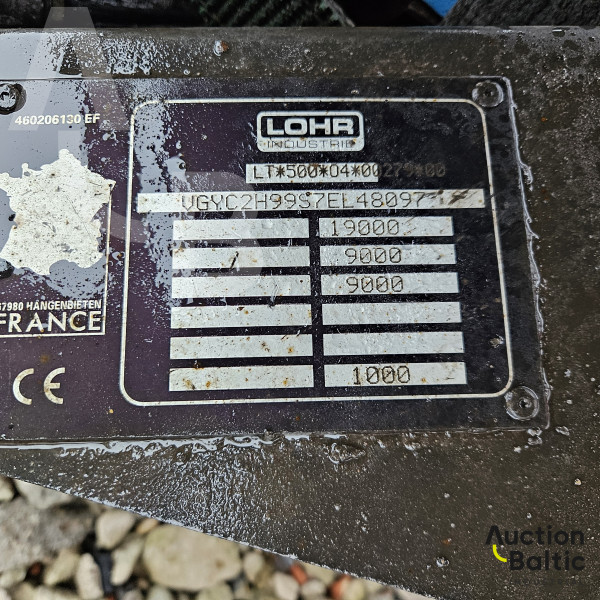 460206130 EF
LOHR
INDUSTRIE
LT*500*04*00279*00
VGYC2H99S7EL48097
19000
9000
9000
1000
67980 HANGENBIETEN
FRANCE
CE
Auction
Baltic